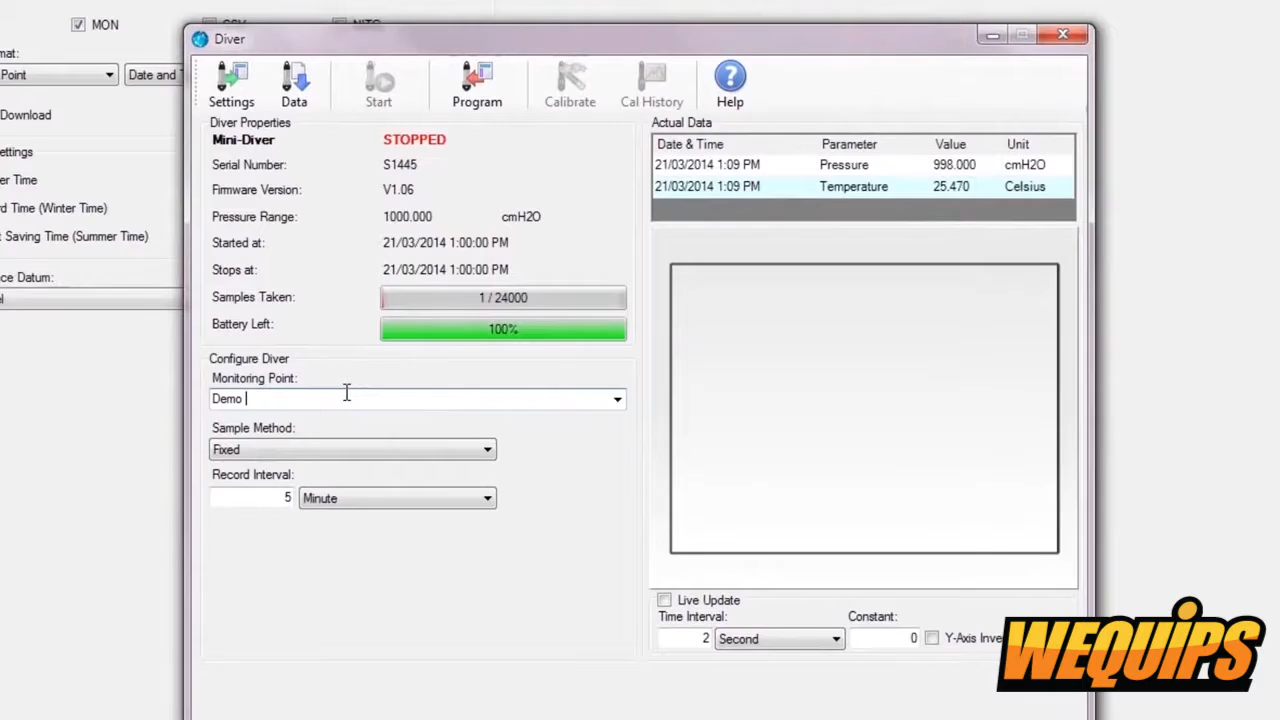 MON
mat:
Point
Date and T
Download
ettings
er Time
rd Time (Winter Time)
t Saving Time (Summer Time)
ce Datum:
el
Diver
Settings
Data
Start
Program
Calibrate
Cal History
Help
Diver Properties
Mini-Diver STOPPED
Serial Number: S1445
Firmware Version: V1.06
Pressure Range: 1000.000 cmH2O
Started at: 21/03/2014 1:00:00 PM
Stops at: 21/03/2014 1:00:00 PM
Samples Taken: 1 / 24000
Battery Left: 100%
Configure Diver
Monitoring Point:
Demo
Sample Method:
Fixed
Record Interval:
5 Minute
Actual Data
Date & Time Parameter Value Unit
21/03/2014 1:09 PM Pressure 998.000 cmH2O
21/03/2014 1:09 PM Temperature 25.470 Celsius
Live Update
Time Interval: Constant:
2 Second 0 Y-Axis Inve
WEQUIPS